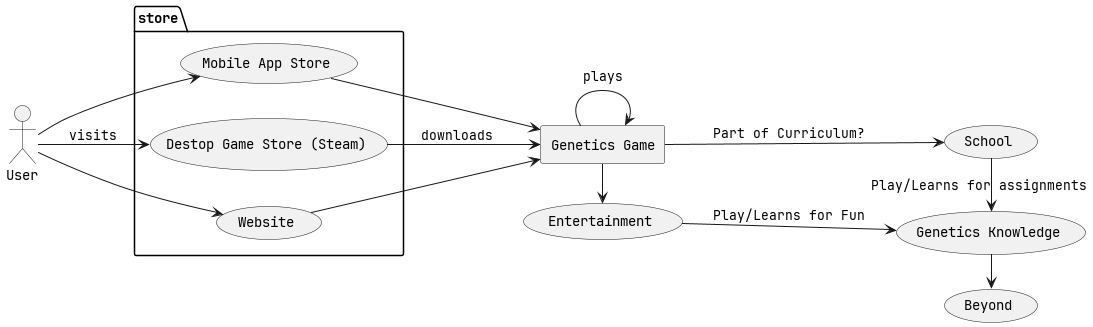 store
Mobile App Store
plays
visits
Destop Game Store (Steam)
downloads
Genetics Game
Part of Curriculum?
School
User
Play/Learns for assignments
Website
Entertainment
Play/Learns for Fun
Genetics Knowledge
Beyond